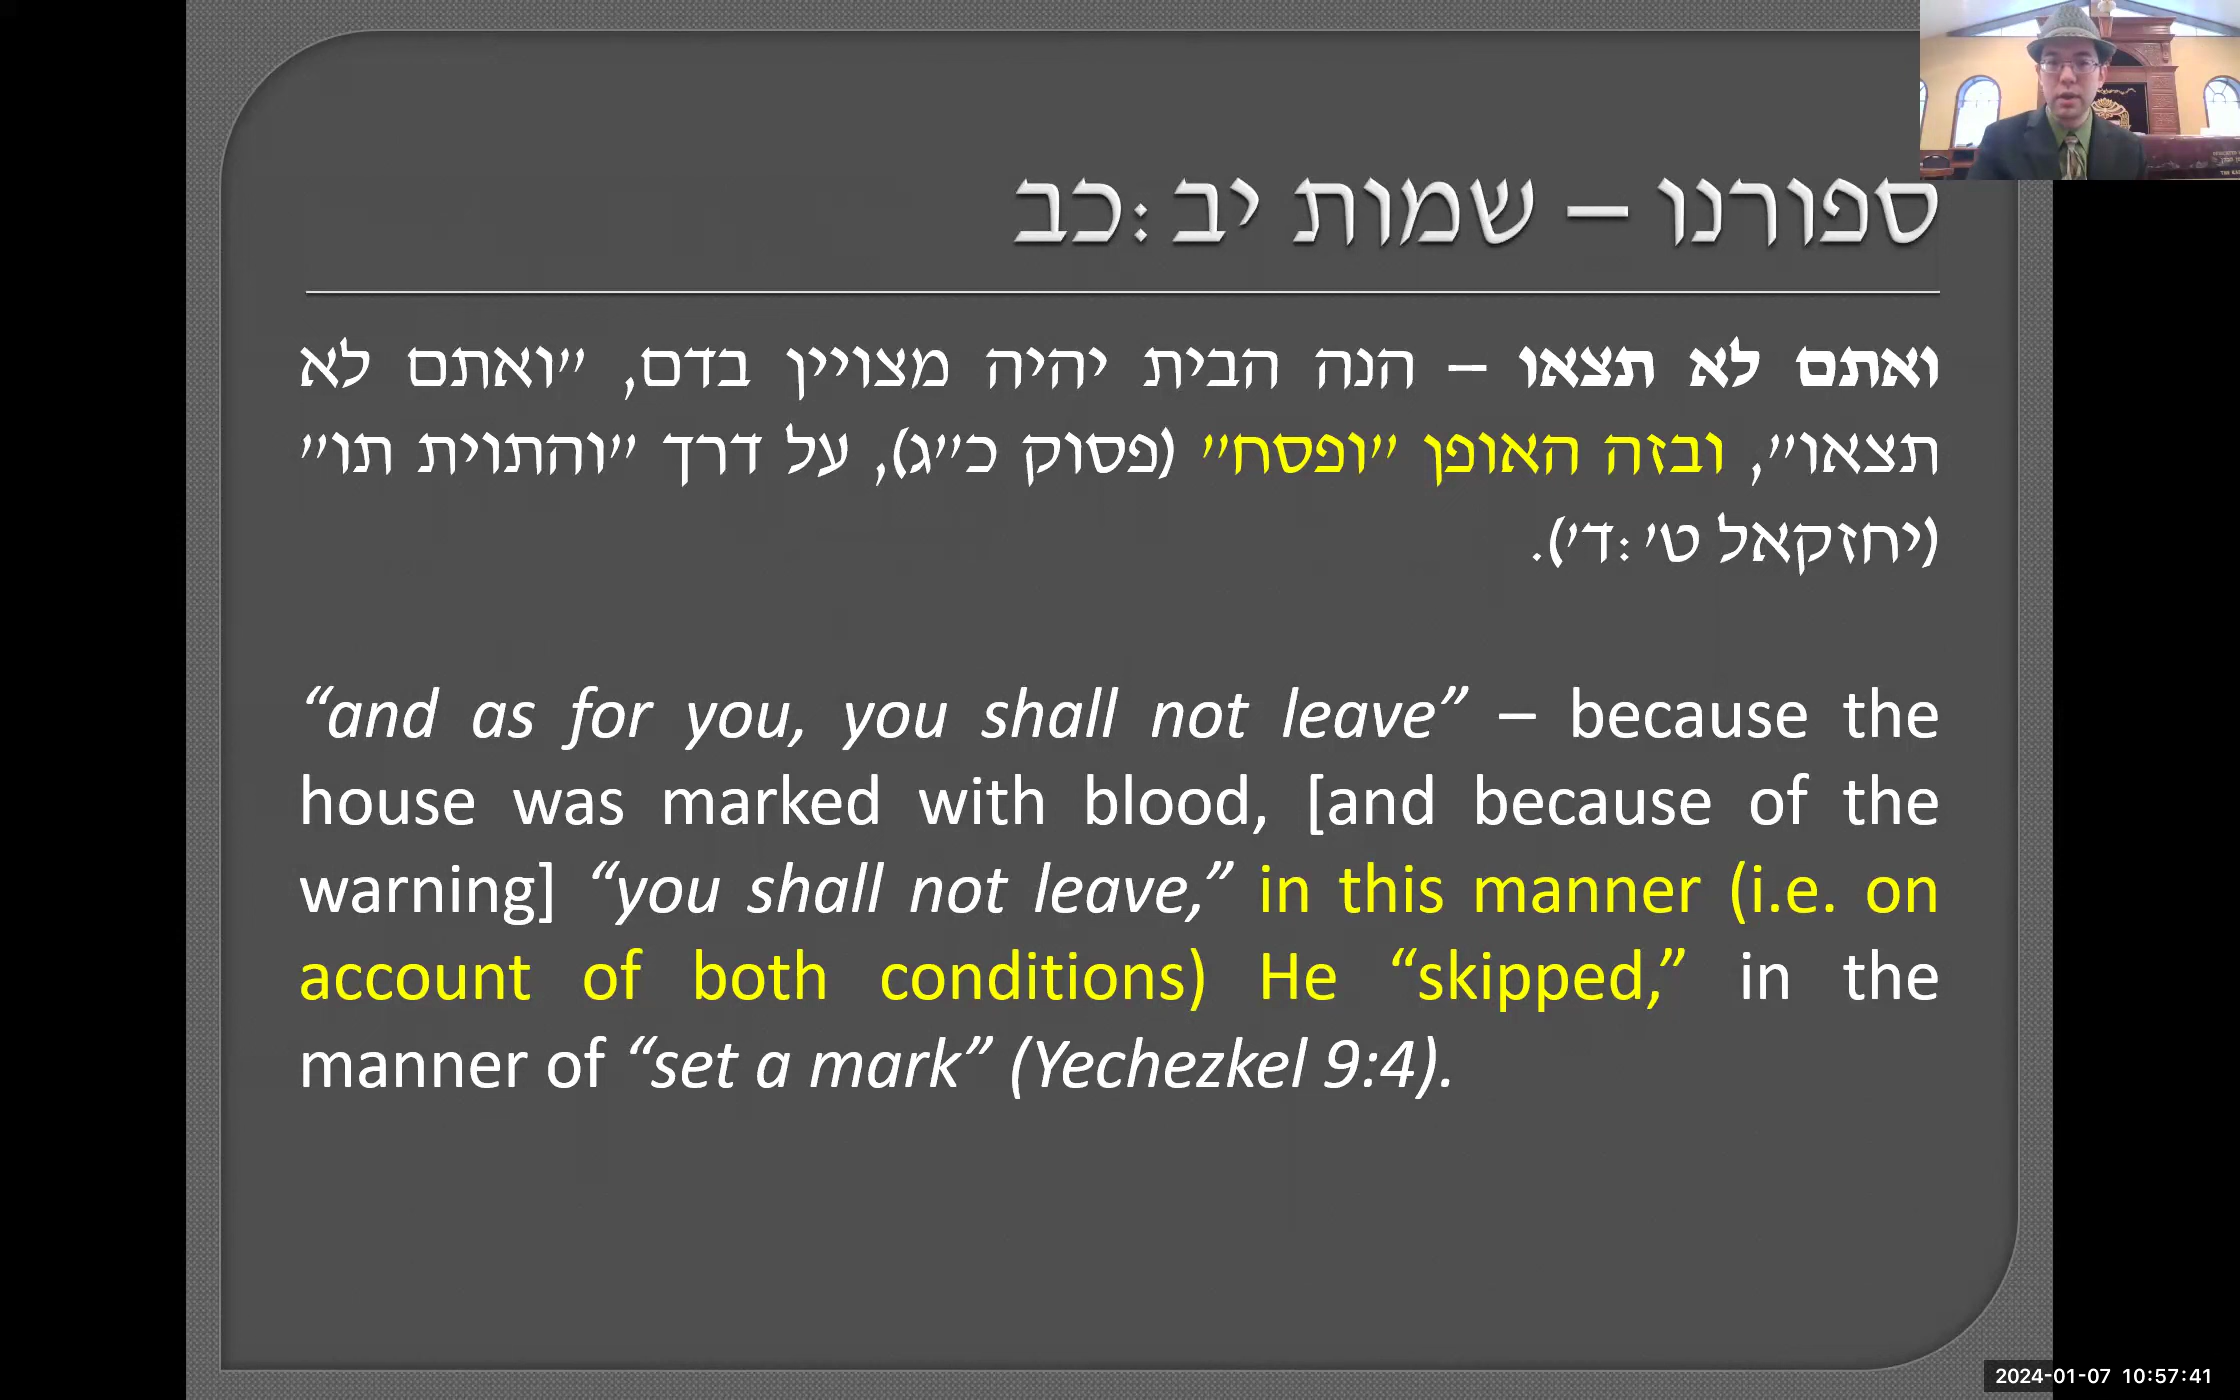 ספורנו – שמות יב:כב
ואתם לא תצאו – הנה הבית יהיה מצויין בדם, "ואתם לא
תצאו", ובזה האופן "ופסח" (פסוק כ"ג), על דרך "והתוית תו"
(יחזקאל ט':ד').
“and as for you, you shall not leave” – because the
house was marked with blood, [and because of the
warning] “you shall not leave,” in this manner (i.e. on
account of both conditions) He “skipped,” in the
manner of “set a mark” (Yechezkel 9:4).
2024-01-07 10:57:41